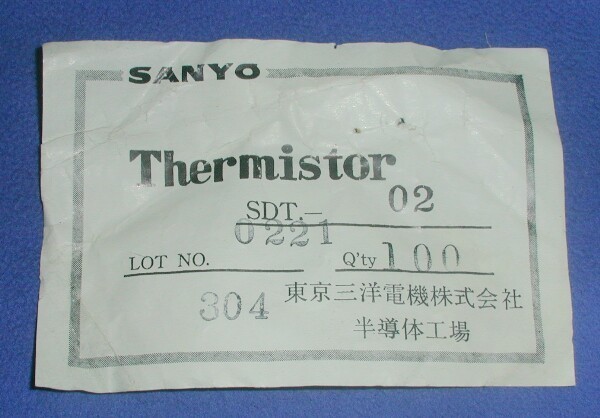 SANYO
Thermistor
SDT.- 02
0221
LOT NO. Q'ty 100
304 東京三洋電機株式会社
半導体工場